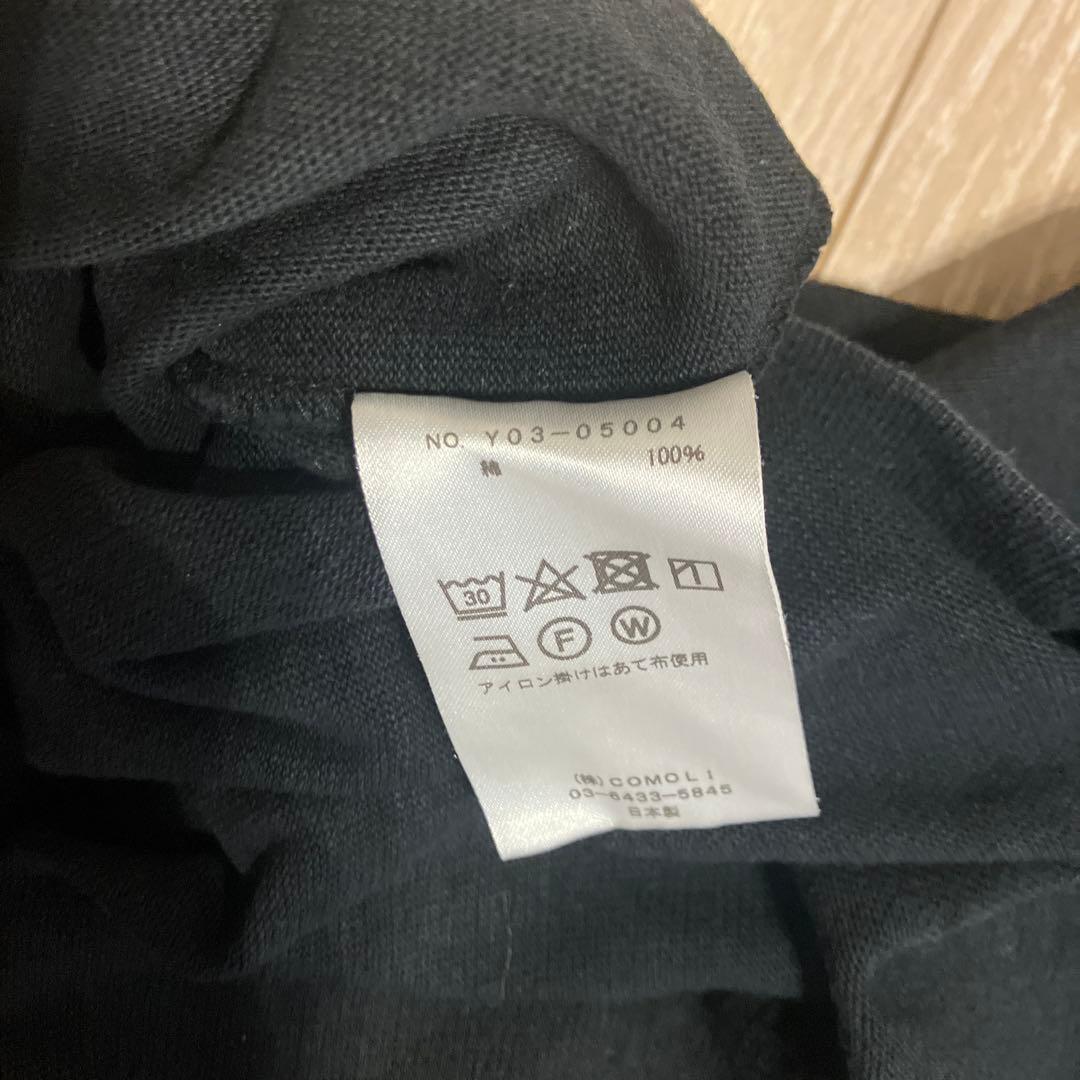 NO. Y03-05004
綿 100%
30
F W
アイロン掛けはあて布使用
(株)COMOLI
03-6433-5845
日本製